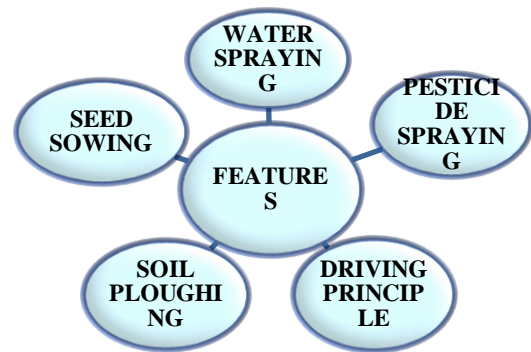 WATER
SPRAYIN
G
PESTICI
DE
SPRAYIN
G
SEED
SOWING
FEATURE
S
SOIL
PLOUGHI
NG
DRIVING
PRINCIP
LE